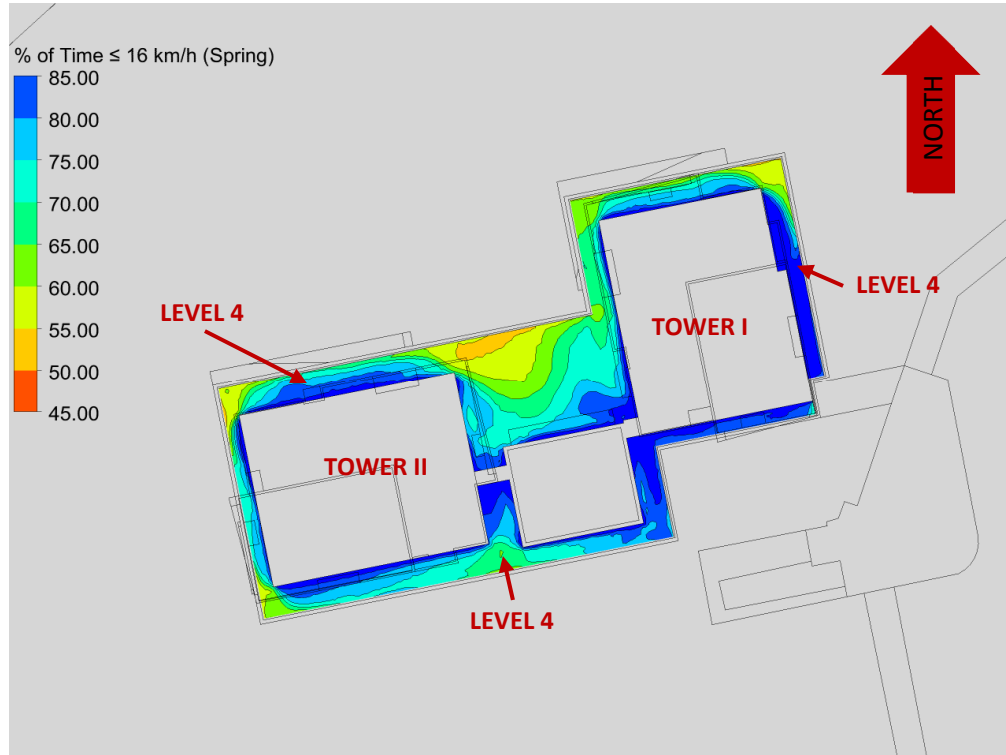 % of Time ≤ 16 km/h (Spring)
85.00
80.00
75.00
70.00
65.00
60.00
55.00
50.00
45.00
NORTH
LEVEL 4
LEVEL 4
TOWER I
TOWER II
LEVEL 4